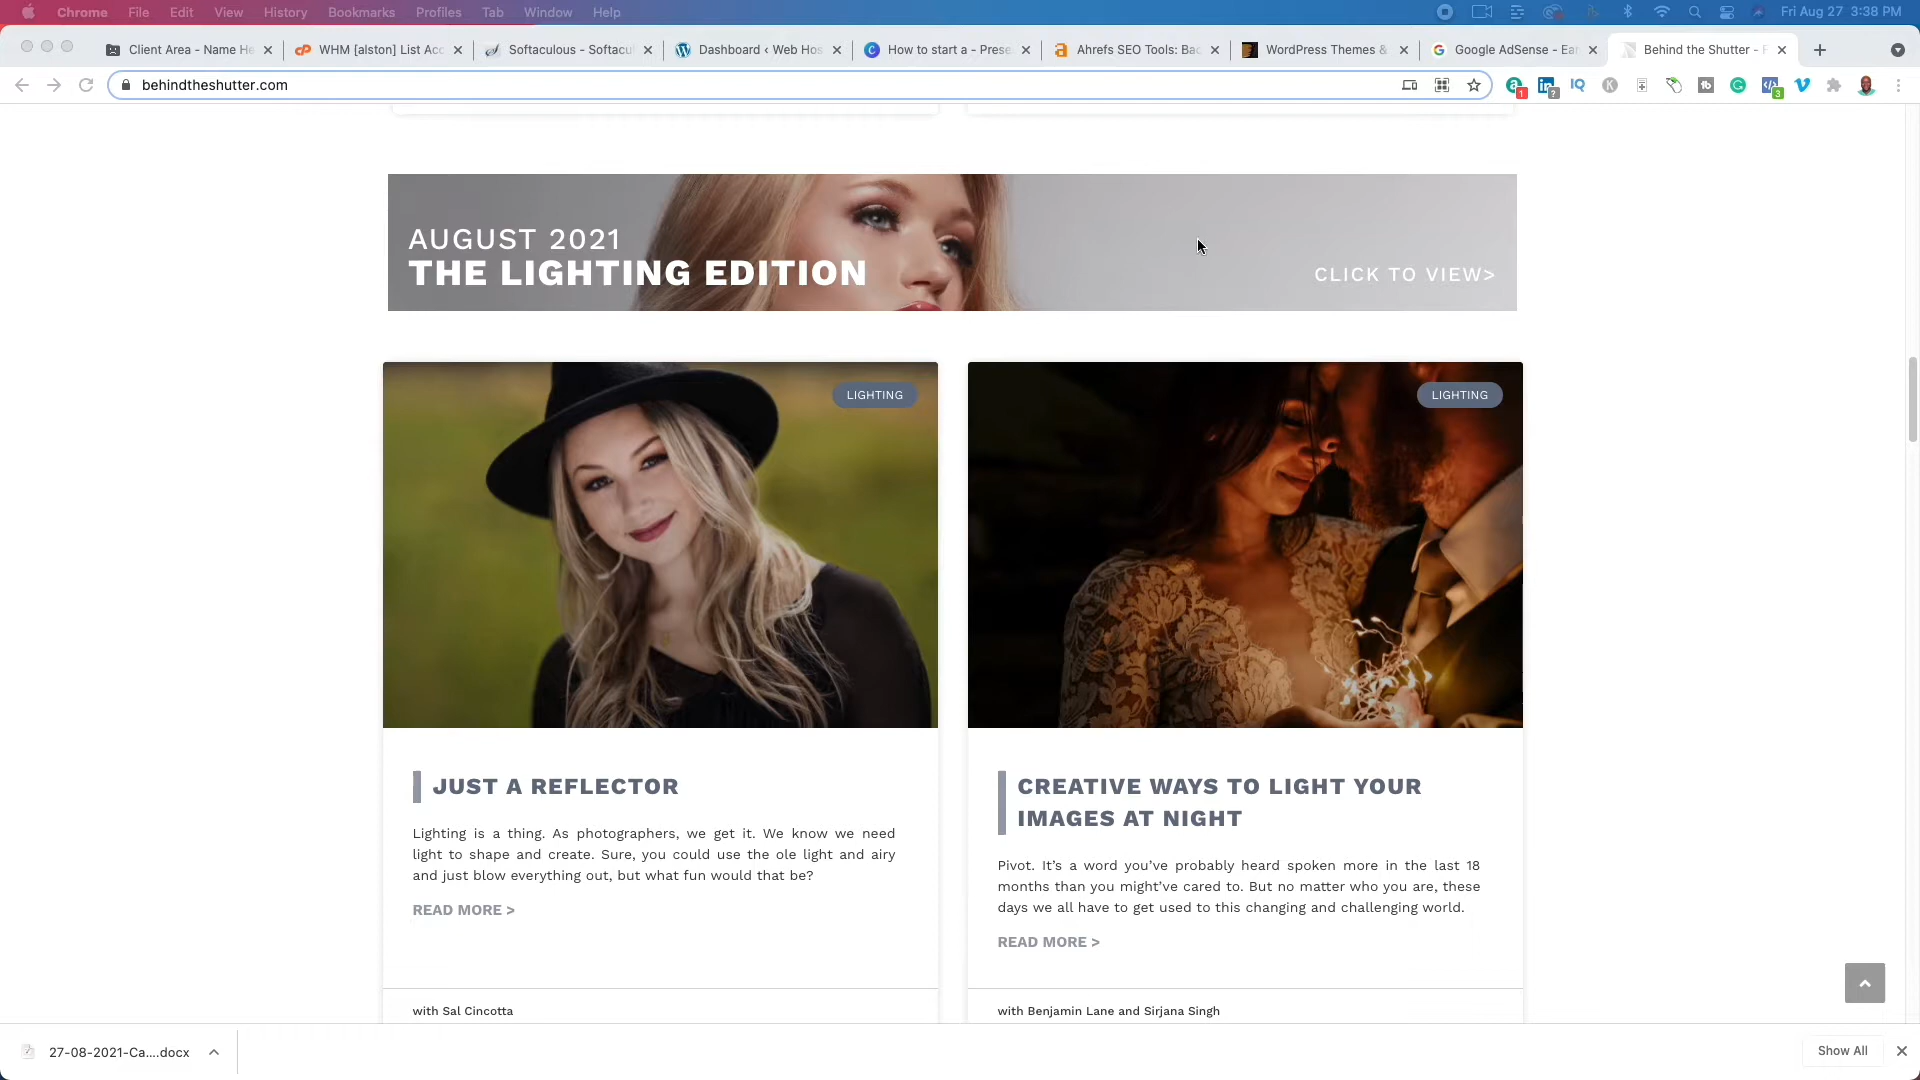 Chrome File Edit View History Bookmarks Profiles Tab Window Help Fri Aug 27 3:38 PM
Client Area - Name He WHM [alston] List Acc Softaculous - Softacul Dashboard ‹ Web Hos How to start a - Prese Ahrefs SEO Tools: Bac WordPress Themes & Google AdSense - Ear Behind the Shutter -
behindtheshutter.com
AUGUST 2021
THE LIGHTING EDITION
CLICK TO VIEW>
LIGHTING
LIGHTING
JUST A REFLECTOR
Lighting is a thing. As photographers, we get it. We know we need
light to shape and create. Sure, you could use the ole light and airy
and just blow everything out, but what fun would that be?
READ MORE >
with Sal Cincotta
CREATIVE WAYS TO LIGHT YOUR
IMAGES AT NIGHT
Pivot. It’s a word you’ve probably heard spoken more in the last 18
months than you might’ve cared to. But no matter who you are, these
days we all have to get used to this changing and challenging world.
READ MORE >
with Benjamin Lane and Sirjana Singh
27-08-2021-Ca....docx
Show All